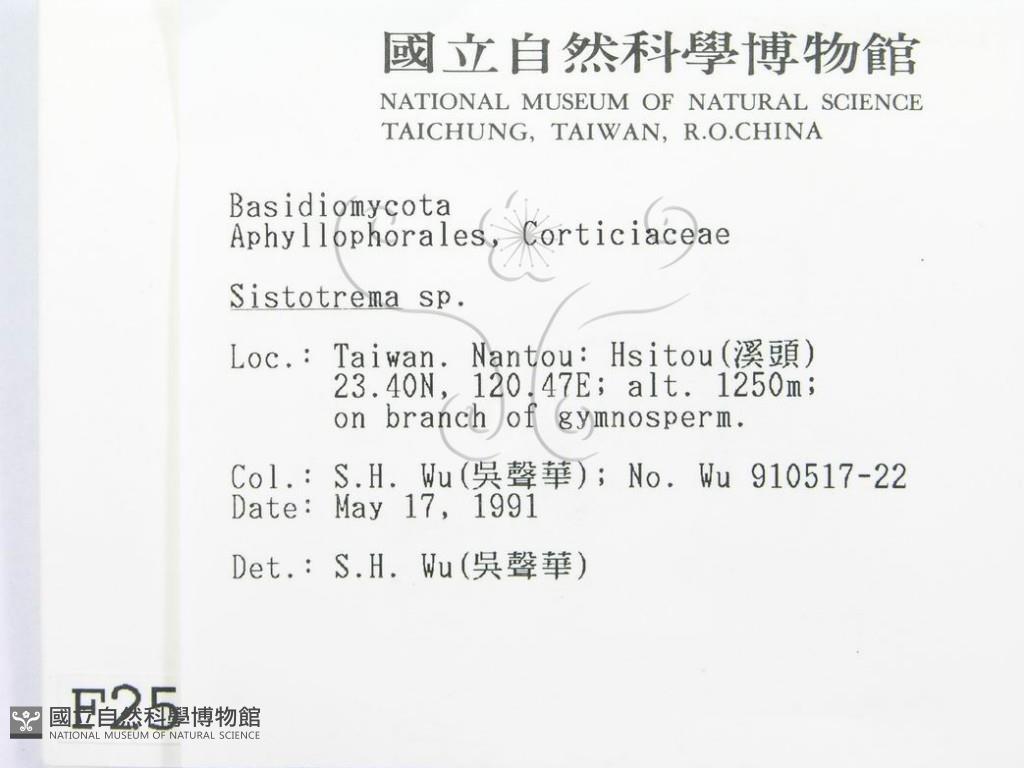 國立自然科學博物館
NATIONAL MUSEUM OF NATURAL SCIENCE
TAICHUNG, TAIWAN, R.O.CHINA
Basidiomycota
Aphyllophorales, Corticiaceae
Sistotrema sp.
Loc.: Taiwan. Nantou: Hsitou(溪頭)
23.40N, 120.47E; alt. 1250m;
on branch of gymnosperm.
Col.: S.H. Wu(吳聲華); No. Wu 910517-22
Date: May 17, 1991
Det.: S.H. Wu(吳聲華)
F25
國立自然科學博物館
NATIONAL MUSEUM OF NATURAL SCIENCE